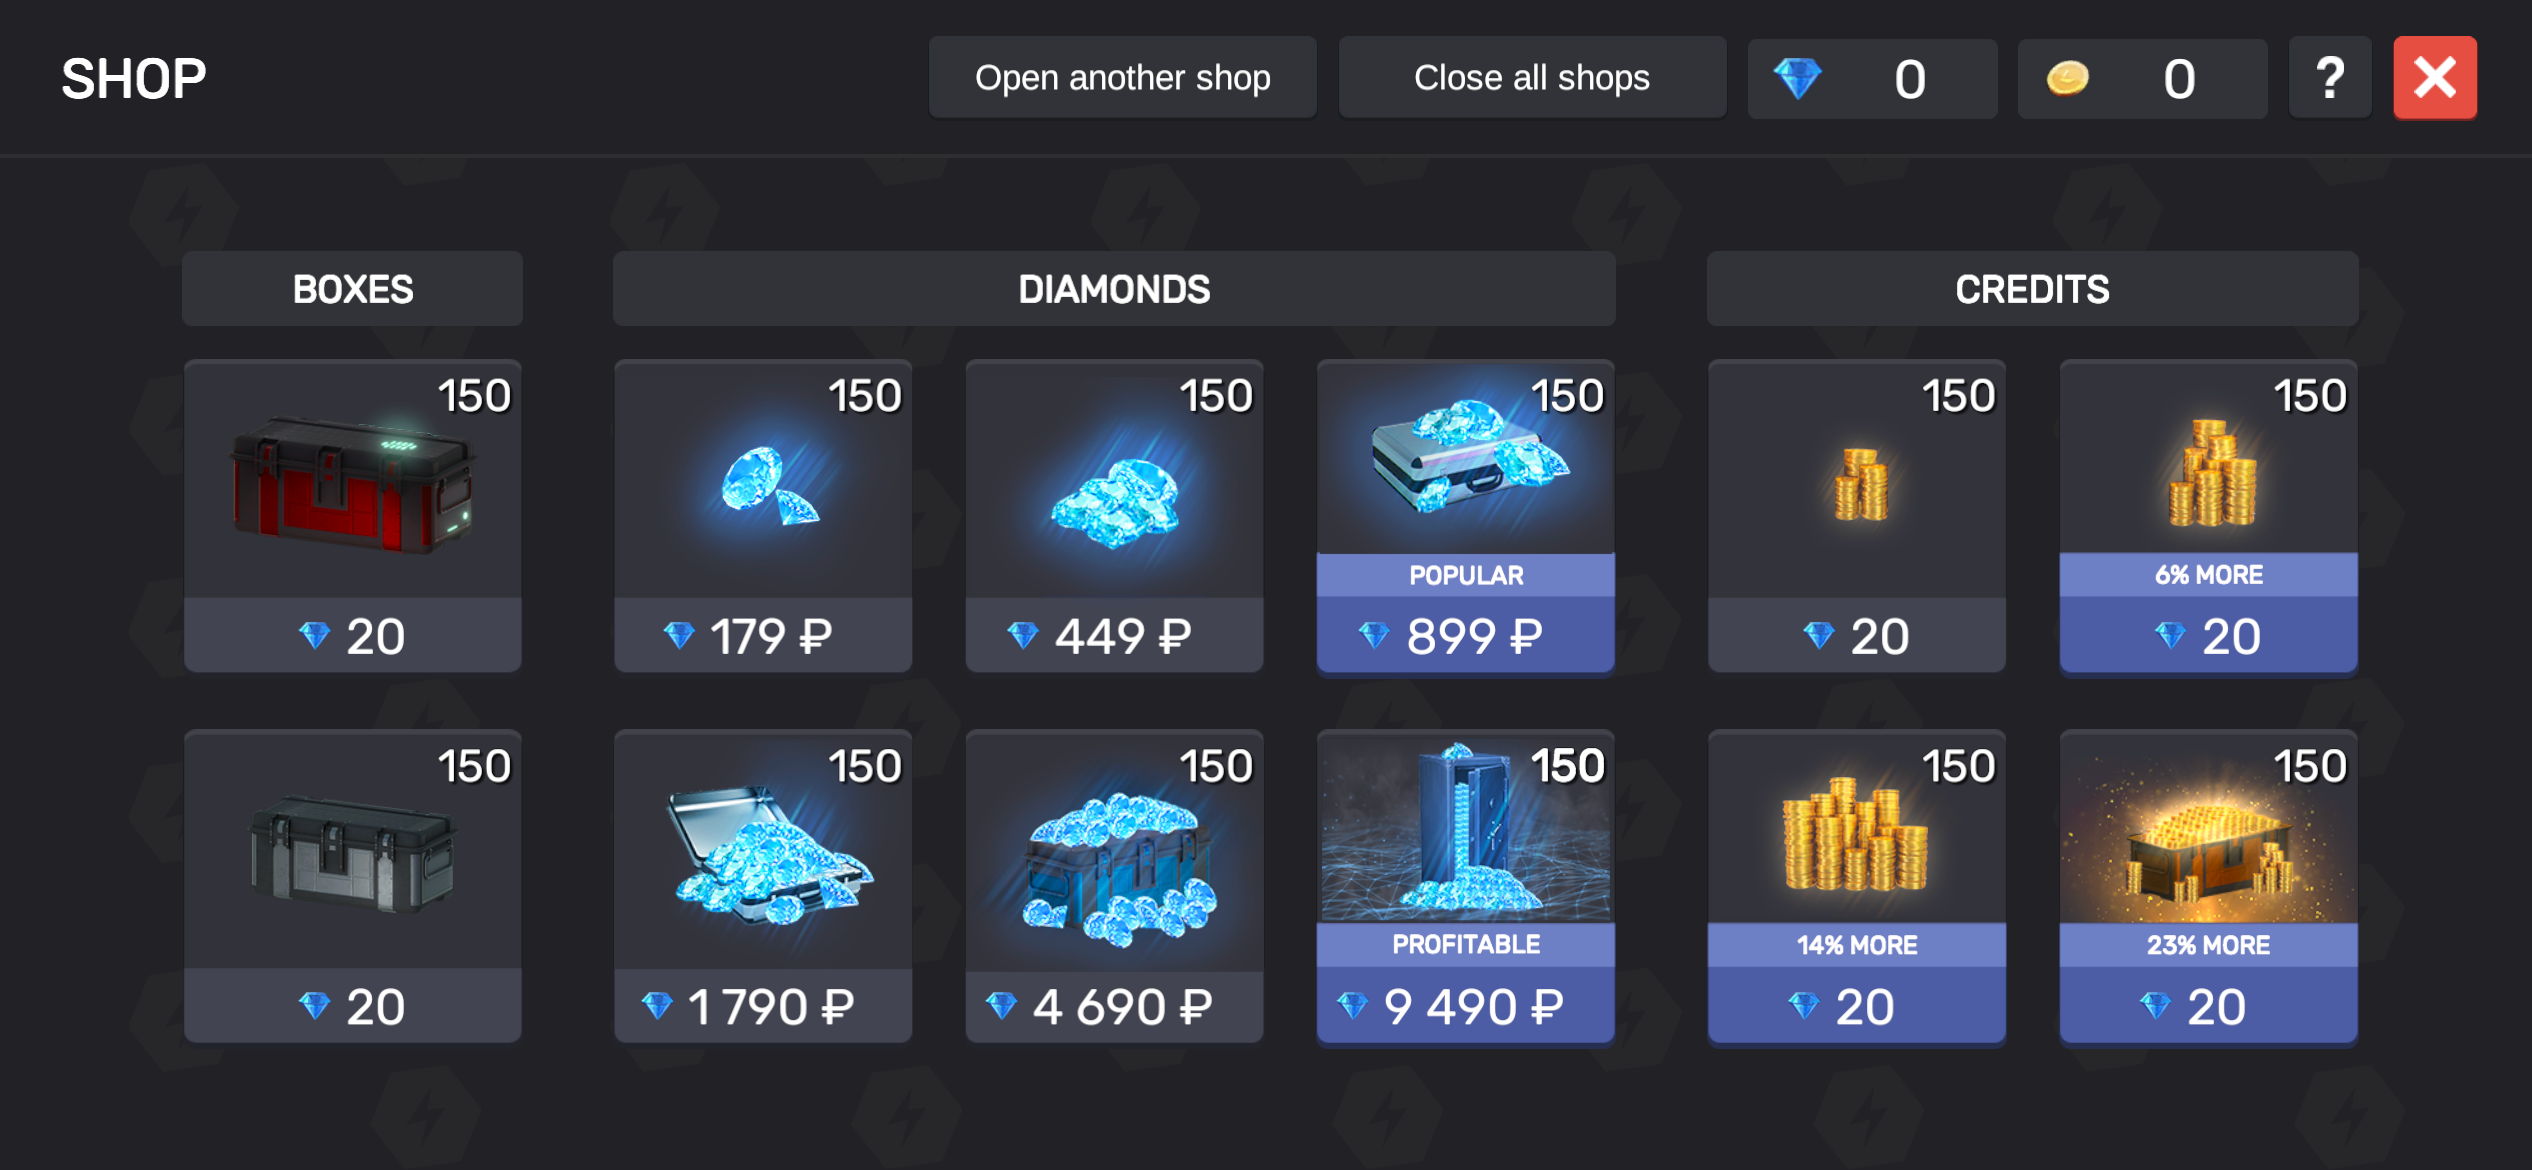 SHOP
Open another shop
Close all shops
0
0
?
BOXES
DIAMONDS
CREDITS
150
150
150
150
150
150
POPULAR
6% MORE
20
179 ₽
449 ₽
899 ₽
20
20
150
150
150
150
150
150
PROFITABLE
14% MORE
23% MORE
20
1 790 ₽
4 690 ₽
9 490 ₽
20
20